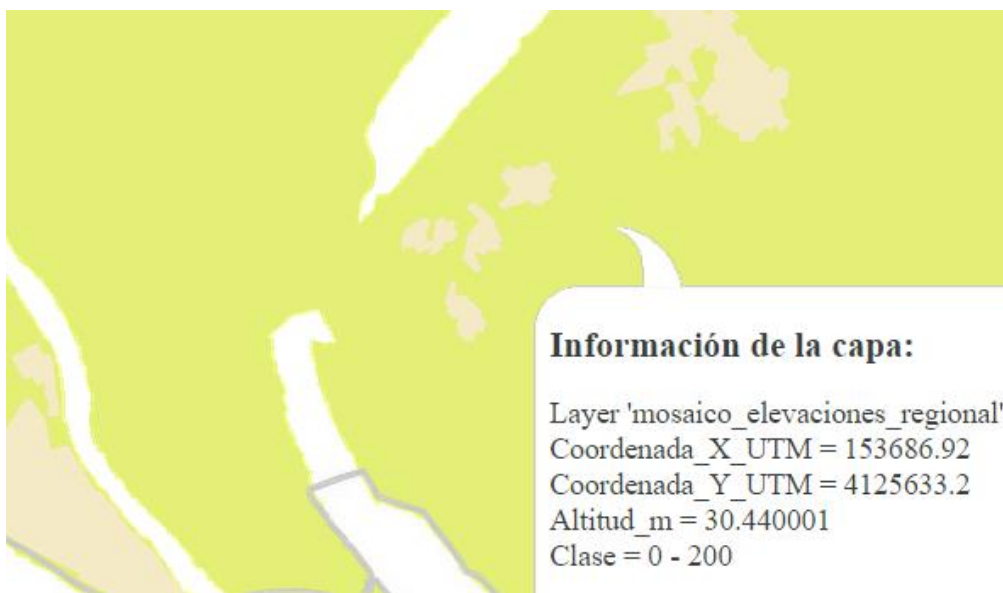 Información de la capa:
Layer 'mosaico_elevaciones_regional'
Coordenada_X_UTM = 153686.92
Coordenada_Y_UTM = 4125633.2
Altitud_m = 30.440001
Clase = 0 - 200